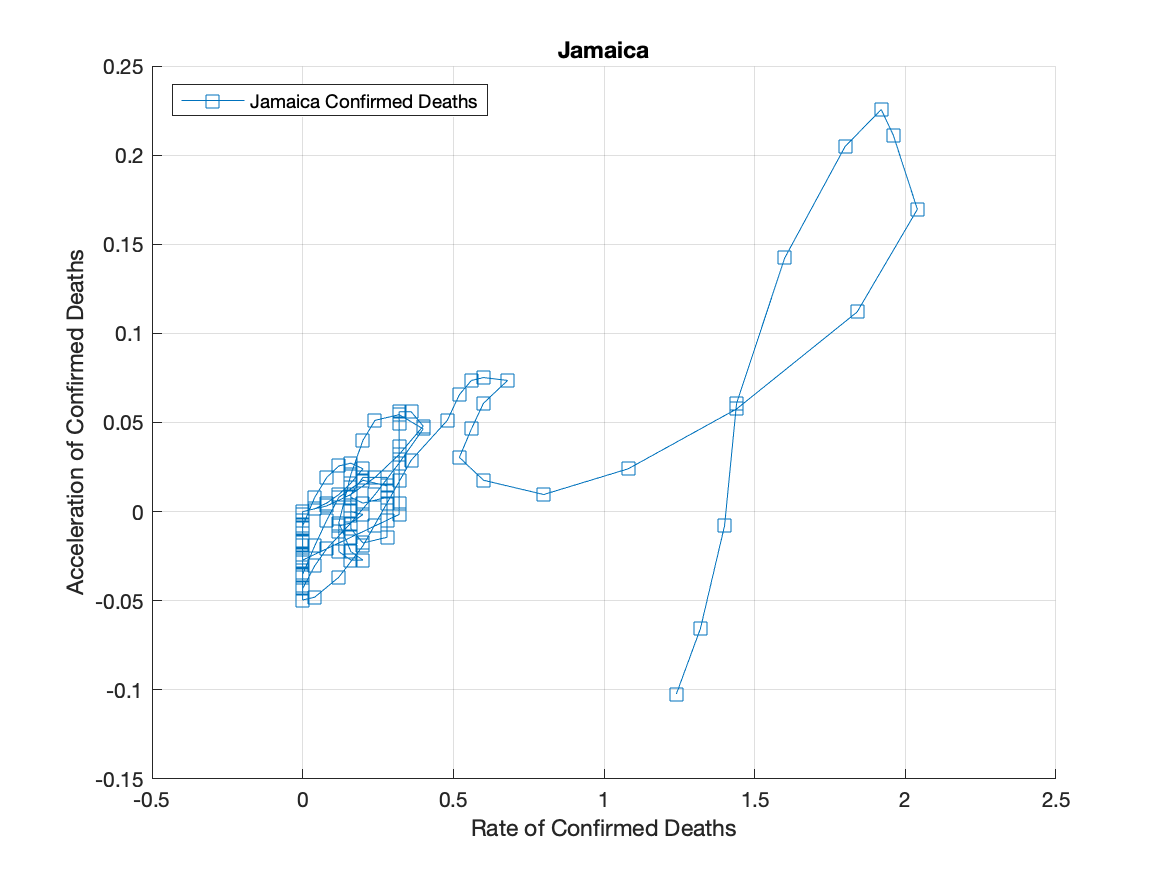 Jamaica
0.25
Jamaica Confirmed Deaths
0.2
0.15
0.1
0.05
0
-0.05
-0.1
-0.15
Acceleration of Confirmed Deaths
-0.5 0 0.5 1 1.5 2 2.5
Rate of Confirmed Deaths